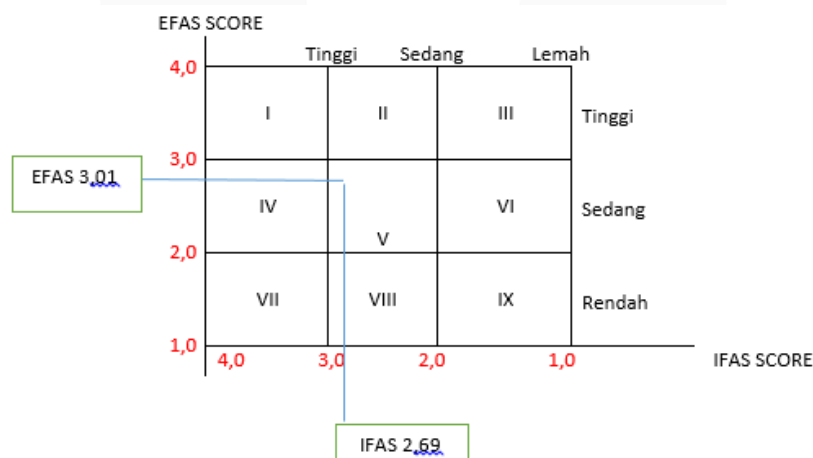 EFAS SCORE
Tinggi Sedang Lemah
4,0
I II III Tinggi
3,0
EFAS 3,01
IV VI Sedang
V
2,0
VII VIII IX Rendah
1,0
4,0 3,0 2,0 1,0 IFAS SCORE
IFAS 2,69